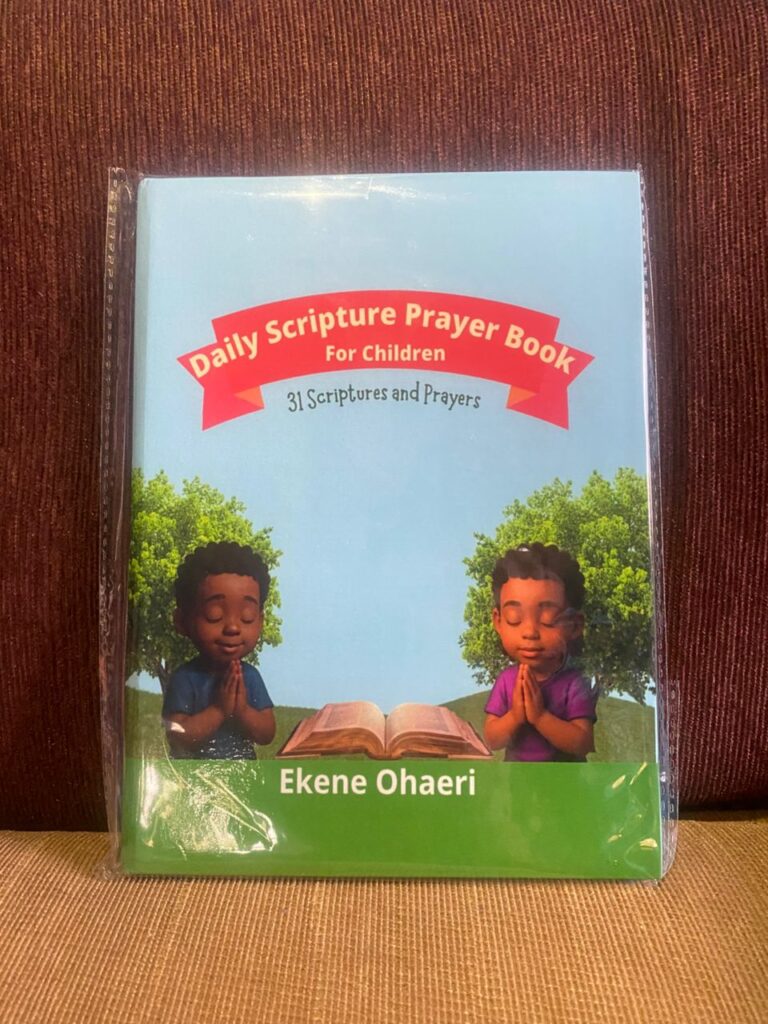 Daily Scripture Prayer Book
For Children
31 Scriptures and Prayers
Ekene Ohaeri